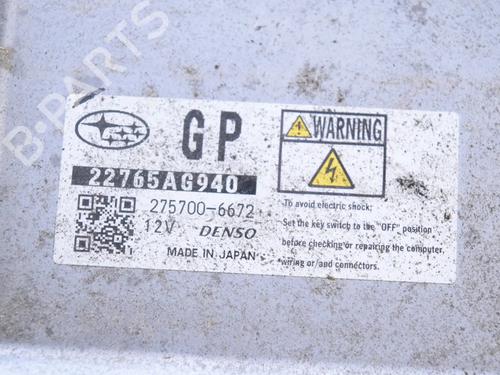 B-PARTS
GP
WARNING
22765AG940
275700-6672
12V DENSO
MADE IN JAPAN
To avoid electric shock;
Set the key switch to the "OFF" position
before checking or repairing the computer,
wiring or/and connectors.